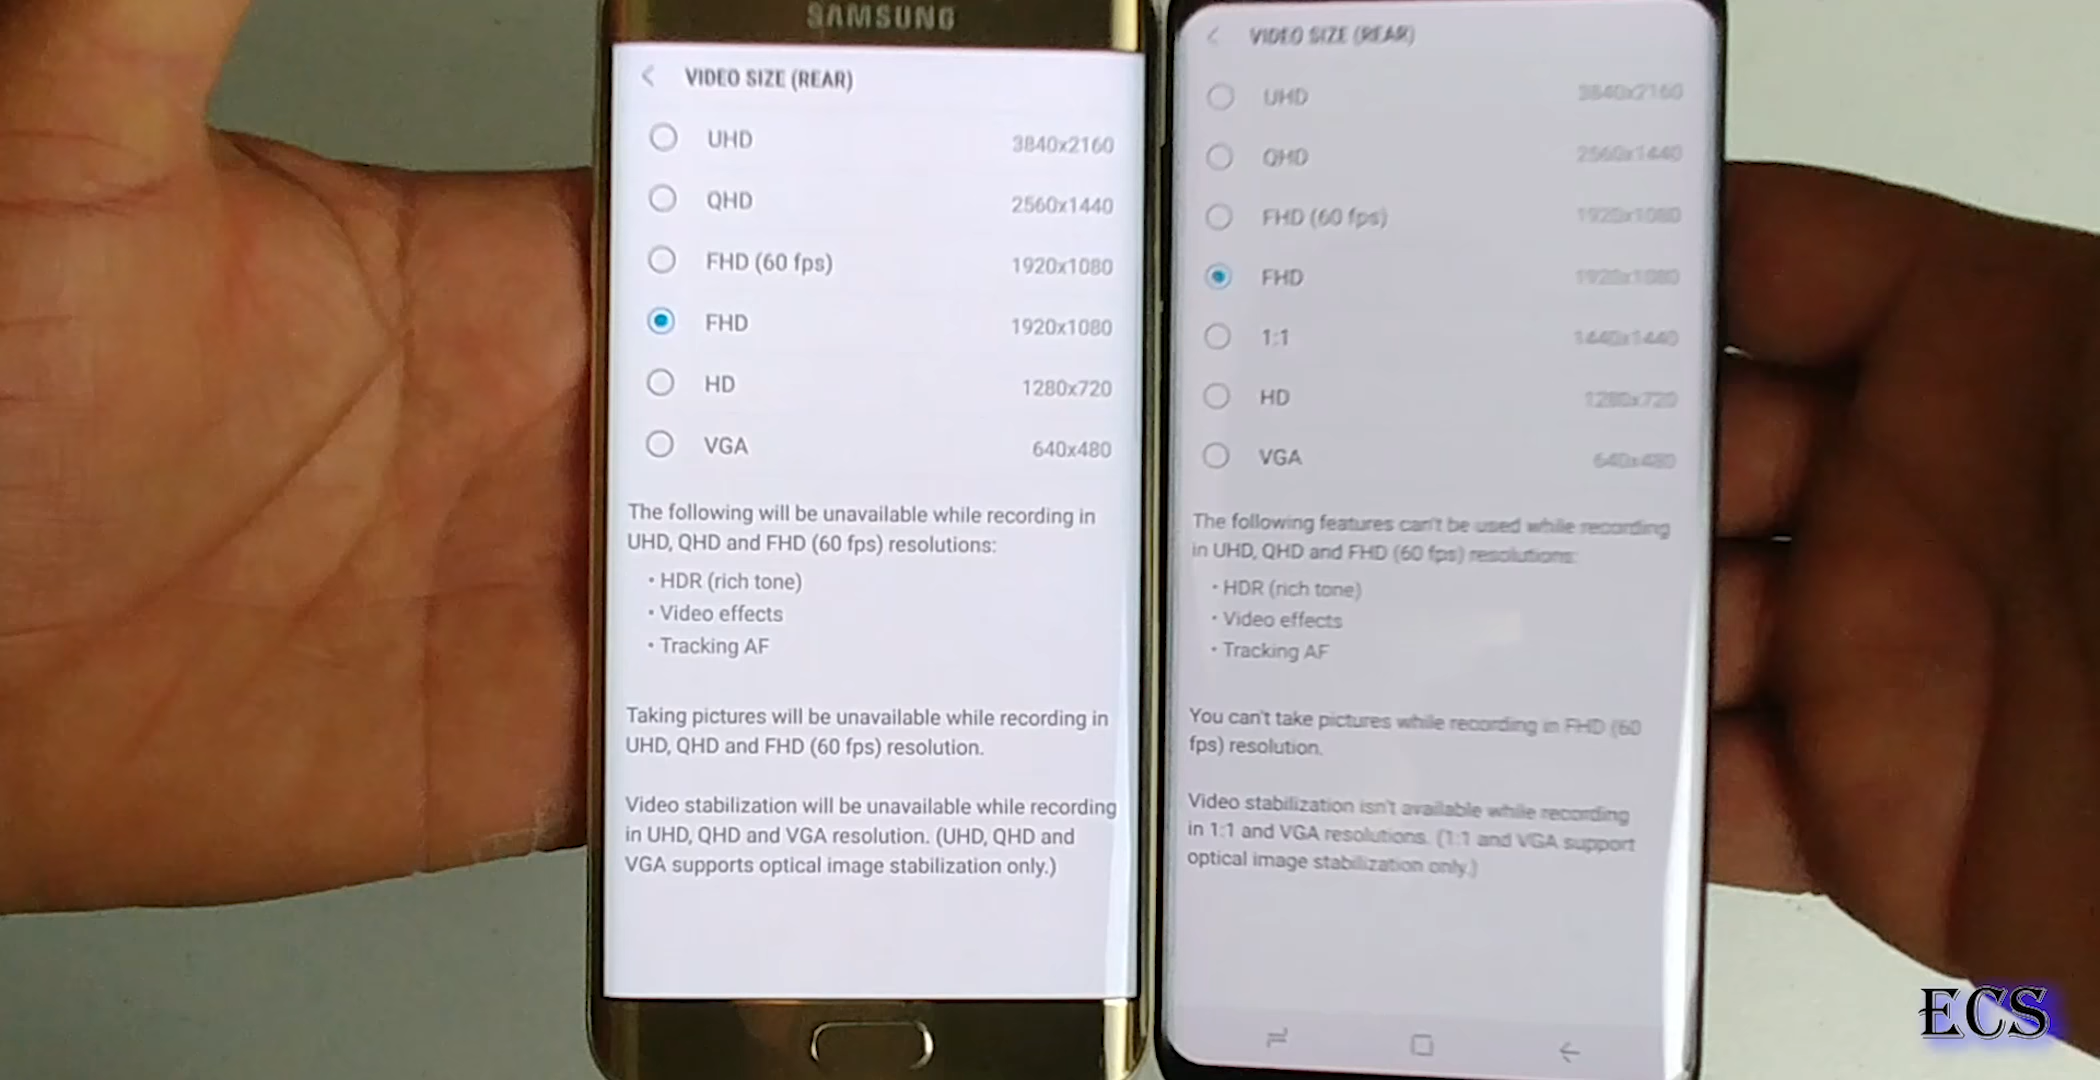 SAMSUNG
VIDEO SIZE (REAR)
UHD 3840x2160
QHD 2560x1440
FHD (60 fps) 1920x1080
FHD 1920x1080
HD 1280x720
VGA 640x480
The following will be unavailable while recording in
UHD, QHD and FHD (60 fps) resolutions:
• HDR (rich tone)
• Video effects
• Tracking AF
Taking pictures will be unavailable while recording in
UHD, QHD and FHD (60 fps) resolution.
Video stabilization will be unavailable while recording
in UHD, QHD and VGA resolution. (UHD, QHD and
VGA supports optical image stabilization only.)
VIDEO SIZE (REAR)
UHD 3840x2160
QHD 2560x1440
FHD (60 fps) 1920x1080
FHD 1920x1080
1:1 1440x1440
HD 1280x720
VGA 640x480
The following features can't be used while recording
in UHD, QHD and FHD (60 fps) resolutions:
• HDR (rich tone)
• Video effects
• Tracking AF
You can't take pictures while recording in FHD (60
fps) resolution.
Video stabilization isn't available while recording
in 1:1 and VGA resolutions. (1:1 and VGA support
optical image stabilization only.)
ECS